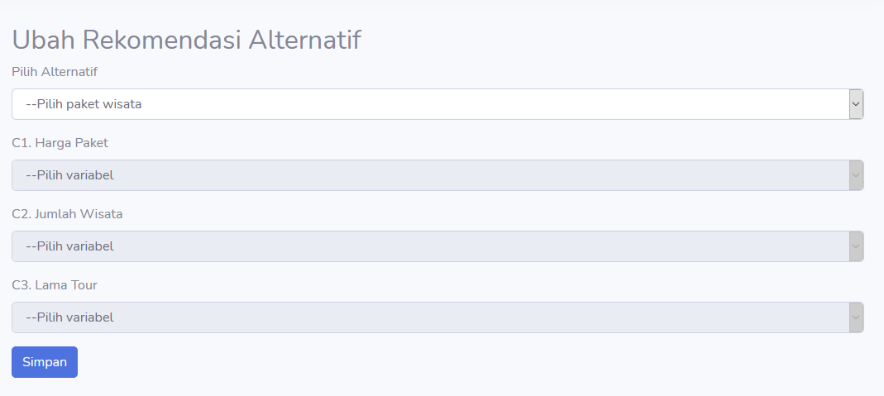 Ubah Rekomendasi Alternatif
Pilih Alternatif
--Pilih paket wisata
C1. Harga Paket
--Pilih variabel
C2. Jumlah Wisata
--Pilih variabel
C3. Lama Tour
--Pilih variabel
Simpan